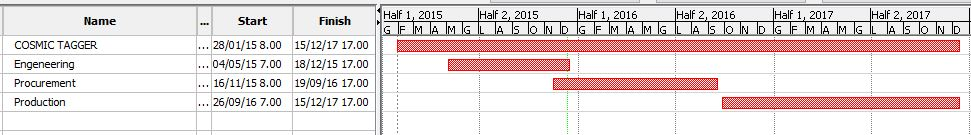 Name ... Start Finish
Half 1, 2015 Half 2, 2015 Half 1, 2016 Half 2, 2016 Half 1, 2017 Half 2, 2017
G F M A M G L A S O N D G F M A M G L A S O N D G F M A M G L A S O N D
COSMIC TAGGER ... 28/01/15 8.00 15/12/17 17.00
Engeneering ... 04/05/15 7.00 18/12/15 17.00
Procurement ... 16/11/15 8.00 19/09/16 17.00
Production ... 26/09/16 7.00 15/12/17 17.00